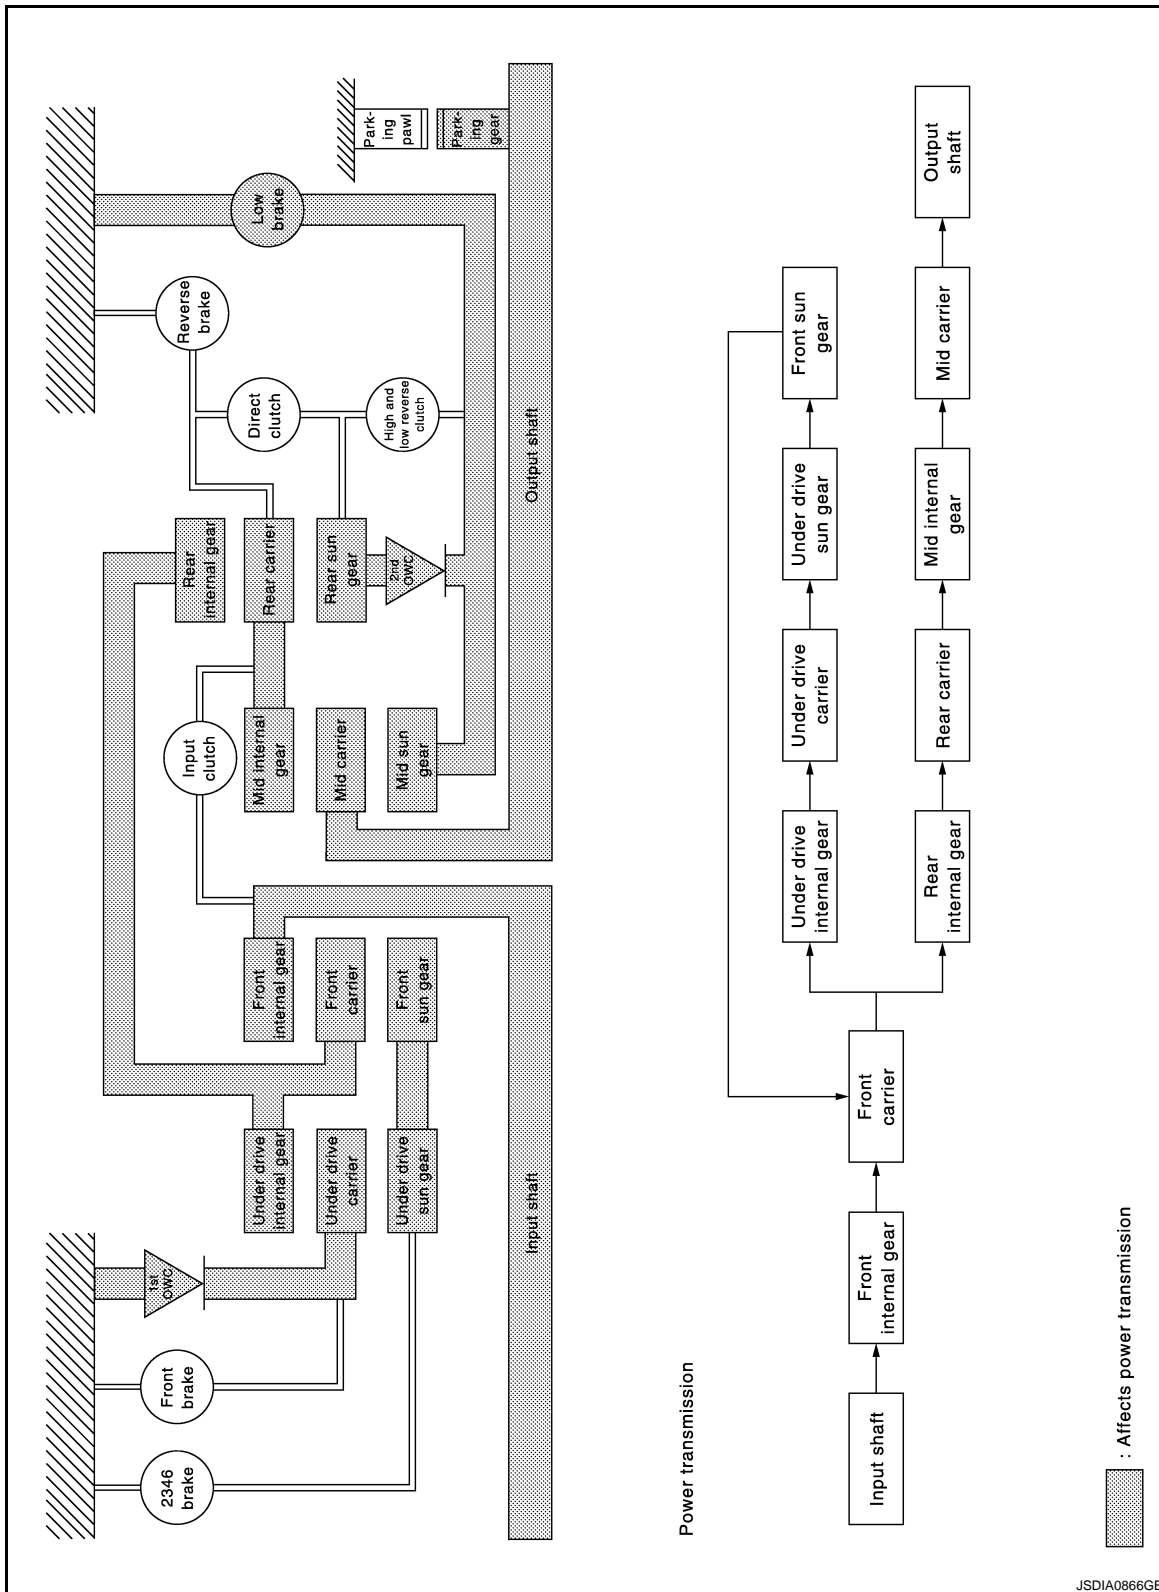 2346
brake
Front
brake
1st
OWC
Under drive
internal gear
Under drive
carrier
Under drive
sun gear
Front
internal gear
Front
carrier
Front
sun gear
Input shaft
Input
clutch
Mid internal
gear
Mid carrier
Mid sun
gear
Rear
internal gear
Rear carrier
Rear sun
gear
2nd
OWC
Reverse
brake
Direct
clutch
High and
low reverse
clutch
Low
brake
Park-
ing
pawl
Park-
ing
gear
Output shaft
Power transmission
Input shaft
Front
internal gear
Front
carrier
Under drive
internal gear
Under drive
carrier
Under drive
sun gear
Front sun
gear
Rear
internal gear
Rear carrier
Mid internal
gear
Mid carrier
Output
shaft
: Affects power transmission